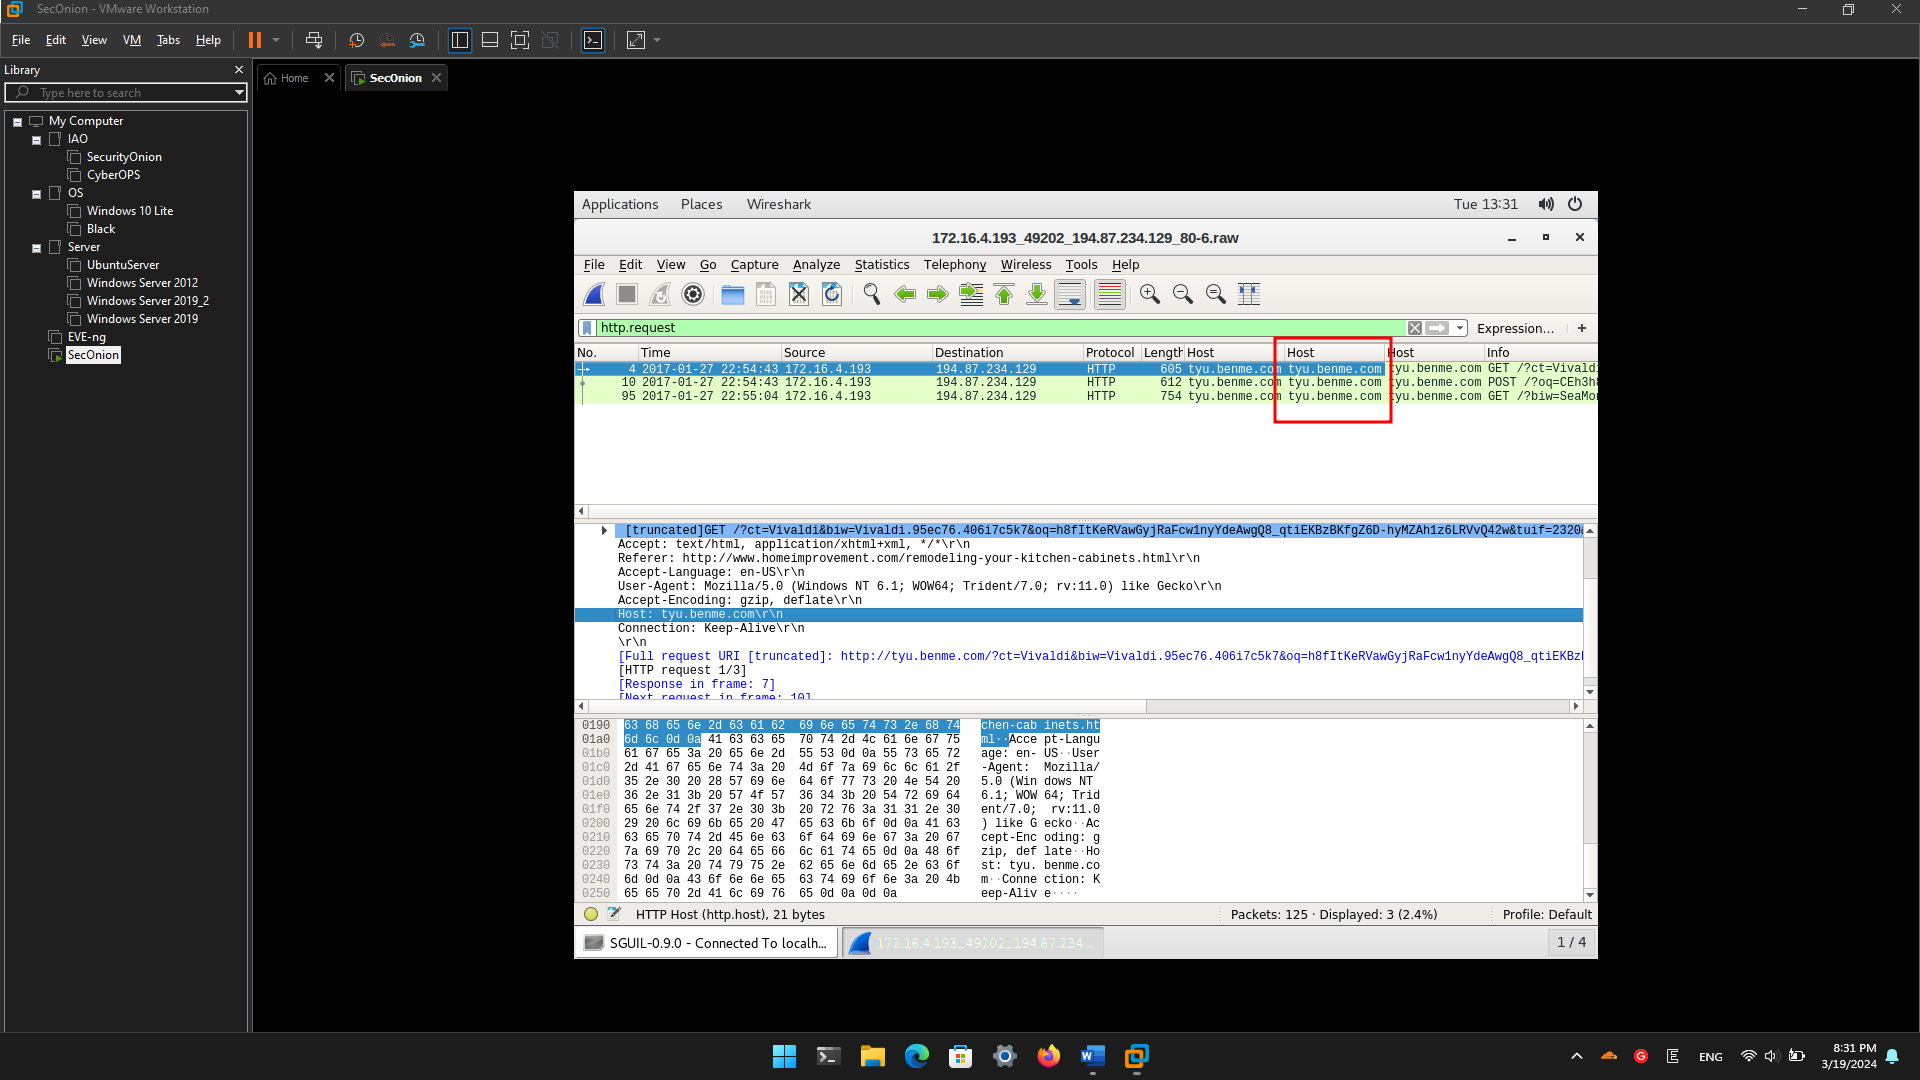 SecOnion - VMware Workstation
File Edit View VM Tabs Help
Library
Type here to search
Home
SecOnion
My Computer
IAO
SecurityOnion
CyberOPS
OS
Windows 10 Lite
Black
Server
UbuntuServer
Windows Server 2012
Windows Server 2019_2
Windows Server 2019
EVE-ng
SecOnion
Applications Places Wireshark Tue 13:31
172.16.4.193_49202_194.87.234.129_80-6.raw
File Edit View Go Capture Analyze Statistics Telephony Wireless Tools Help
http.request Expression… +
No. Time Source Destination Protocol Length Host Host Host Info
4 2017-01-27 22:54:43 172.16.4.193 194.87.234.129 HTTP 605 tyu.benme.com tyu.benme.com tyu.benme.com GET /?ct=Vivald
10 2017-01-27 22:54:43 172.16.4.193 194.87.234.129 HTTP 612 tyu.benme.com tyu.benme.com tyu.benme.com POST /?oq=CEh3h
95 2017-01-27 22:55:04 172.16.4.193 194.87.234.129 HTTP 754 tyu.benme.com tyu.benme.com tyu.benme.com GET /?biw=SeaMo
[truncated]GET /?ct=Vivaldi&biw=Vivaldi.95ec76.406i7c5k7&oq=h8fItKeRVawGyjRaFcw1nyYdeAwgQ8_qtiEKBzBKfgZ6D-hyMZAh1z6LRVvQ42w&tuif=2320&
Accept: text/html, application/xhtml+xml, */*\r\n
Referer: http://www.homeimprovement.com/remodeling-your-kitchen-cabinets.html\r\n
Accept-Language: en-US\r\n
User-Agent: Mozilla/5.0 (Windows NT 6.1; WOW64; Trident/7.0; rv:11.0) like Gecko\r\n
Accept-Encoding: gzip, deflate\r\n
Host: tyu.benme.com\r\n
Connection: Keep-Alive\r\n
\r\n
[Full request URI [truncated]: http://tyu.benme.com/?ct=Vivaldi&biw=Vivaldi.95ec76.406i7c5k7&oq=h8fItKeRVawGyjRaFcw1nyYdeAwgQ8_qtiEKBz
[HTTP request 1/3]
[Response in frame: 7]
[Next request in frame: 10]
0190 63 68 65 6e 2d 63 61 62 69 6e 65 74 73 2e 68 74 chen-cab inets.ht
01a0 6d 6c 0d 0a 41 63 63 65 70 74 2d 4c 61 6e 67 75 ml··Acce pt-Langu
01b0 61 67 65 3a 20 65 6e 2d 55 53 0d 0a 55 73 65 72 age: en- US··User
01c0 2d 41 67 65 6e 74 3a 20 4d 6f 7a 69 6c 6c 61 2f -Agent: Mozilla/
01d0 35 2e 30 20 28 57 69 6e 64 6f 77 73 20 4e 54 20 5.0 (Win dows NT
01e0 36 2e 31 3b 20 57 4f 57 36 34 3b 20 54 72 69 64 6.1; WOW 64; Trid
01f0 65 6e 74 2f 37 2e 30 3b 20 72 76 3a 31 31 2e 30 ent/7.0; rv:11.0
0200 29 20 6c 69 6b 65 20 47 65 63 6b 6f 0d 0a 41 63 ) like G ecko··Ac
0210 63 65 70 74 2d 45 6e 63 6f 64 69 6e 67 3a 20 67 cept-Enc oding: g
0220 7a 69 70 2c 20 64 65 66 6c 61 74 65 0d 0a 48 6f zip, def late··Ho
0230 73 74 3a 20 74 79 75 2e 62 65 6e 6d 65 2e 63 6f st: tyu. benme.co
0240 6d 0d 0a 43 6f 6e 6e 65 63 74 69 6f 6e 3a 20 4b m··Conne ction: K
0250 65 65 70 2d 41 6c 69 76 65 0d 0a 0d 0a eep-Aliv e····
HTTP Host (http.host), 21 bytes Packets: 125 · Displayed: 3 (2.4%) Profile: Default
SGUIL-0.9.0 - Connected To localh... 172.16.4.193_49202_194.87.234.... 1 / 4
ENG
8:31 PM
3/19/2024